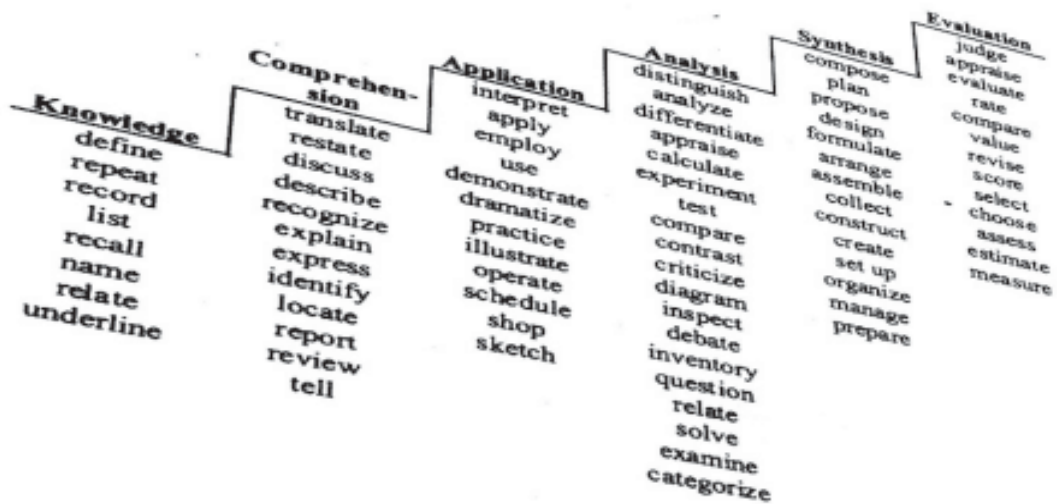 Knowledge
define
repeat
record
list
recall
name
relate
underline
Comprehen-
sion
translate
restate
discuss
describe
recognize
explain
express
identify
locate
report
review
tell
Application
interpret
apply
employ
use
demonstrate
dramatize
practice
illustrate
operate
schedule
shop
sketch
Analysis
distinguish
analyze
differentiate
appraise
calculate
experiment
test
compare
contrast
criticize
diagram
inspect
debate
inventory
question
relate
solve
examine
categorize
Synthesis
compose
plan
propose
design
formulate
arrange
assemble
collect
construct
create
set up
organize
manage
prepare
Evaluation
judge
appraise
evaluate
rate
compare
value
revise
score
select
choose
assess
estimate
measure